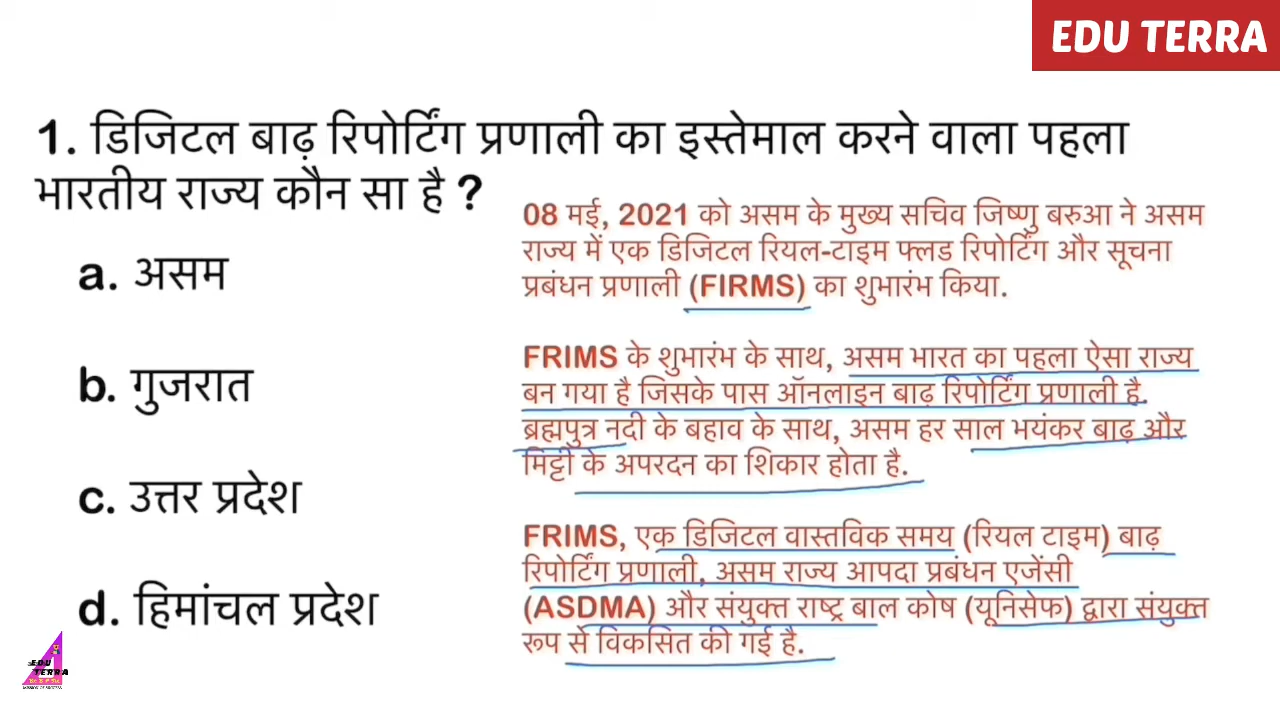 EDU TERRA
1. डिजिटल बाढ़ रिपोर्टिंग प्रणाली का इस्तेमाल करने वाला पहला
भारतीय राज्य कौन सा है ?
a. असम
b. गुजरात
c. उत्तर प्रदेश
d. हिमांचल प्रदेश
08 मई, 2021 को असम के मुख्य सचिव जिष्णु बरुआ ने असम
राज्य में एक डिजिटल रियल-टाइम फ्लड रिपोर्टिंग और सूचना
प्रबंधन प्रणाली (FIRMS) का शुभारंभ किया.
FRIMS के शुभारंभ के साथ, असम भारत का पहला ऐसा राज्य
बन गया है जिसके पास ऑनलाइन बाढ़ रिपोर्टिंग प्रणाली है.
ब्रह्मपुत्र नदी के बहाव के साथ, असम हर साल भयंकर बाढ़ और
मिट्टी के अपरदन का शिकार होता है.
FRIMS, एक डिजिटल वास्तविक समय (रियल टाइम) बाढ़
रिपोर्टिंग प्रणाली, असम राज्य आपदा प्रबंधन एजेंसी
(ASDMA) और संयुक्त राष्ट्र बाल कोष (यूनिसेफ) द्वारा संयुक्त
रूप से विकसित की गई है.
EDU
TERRA